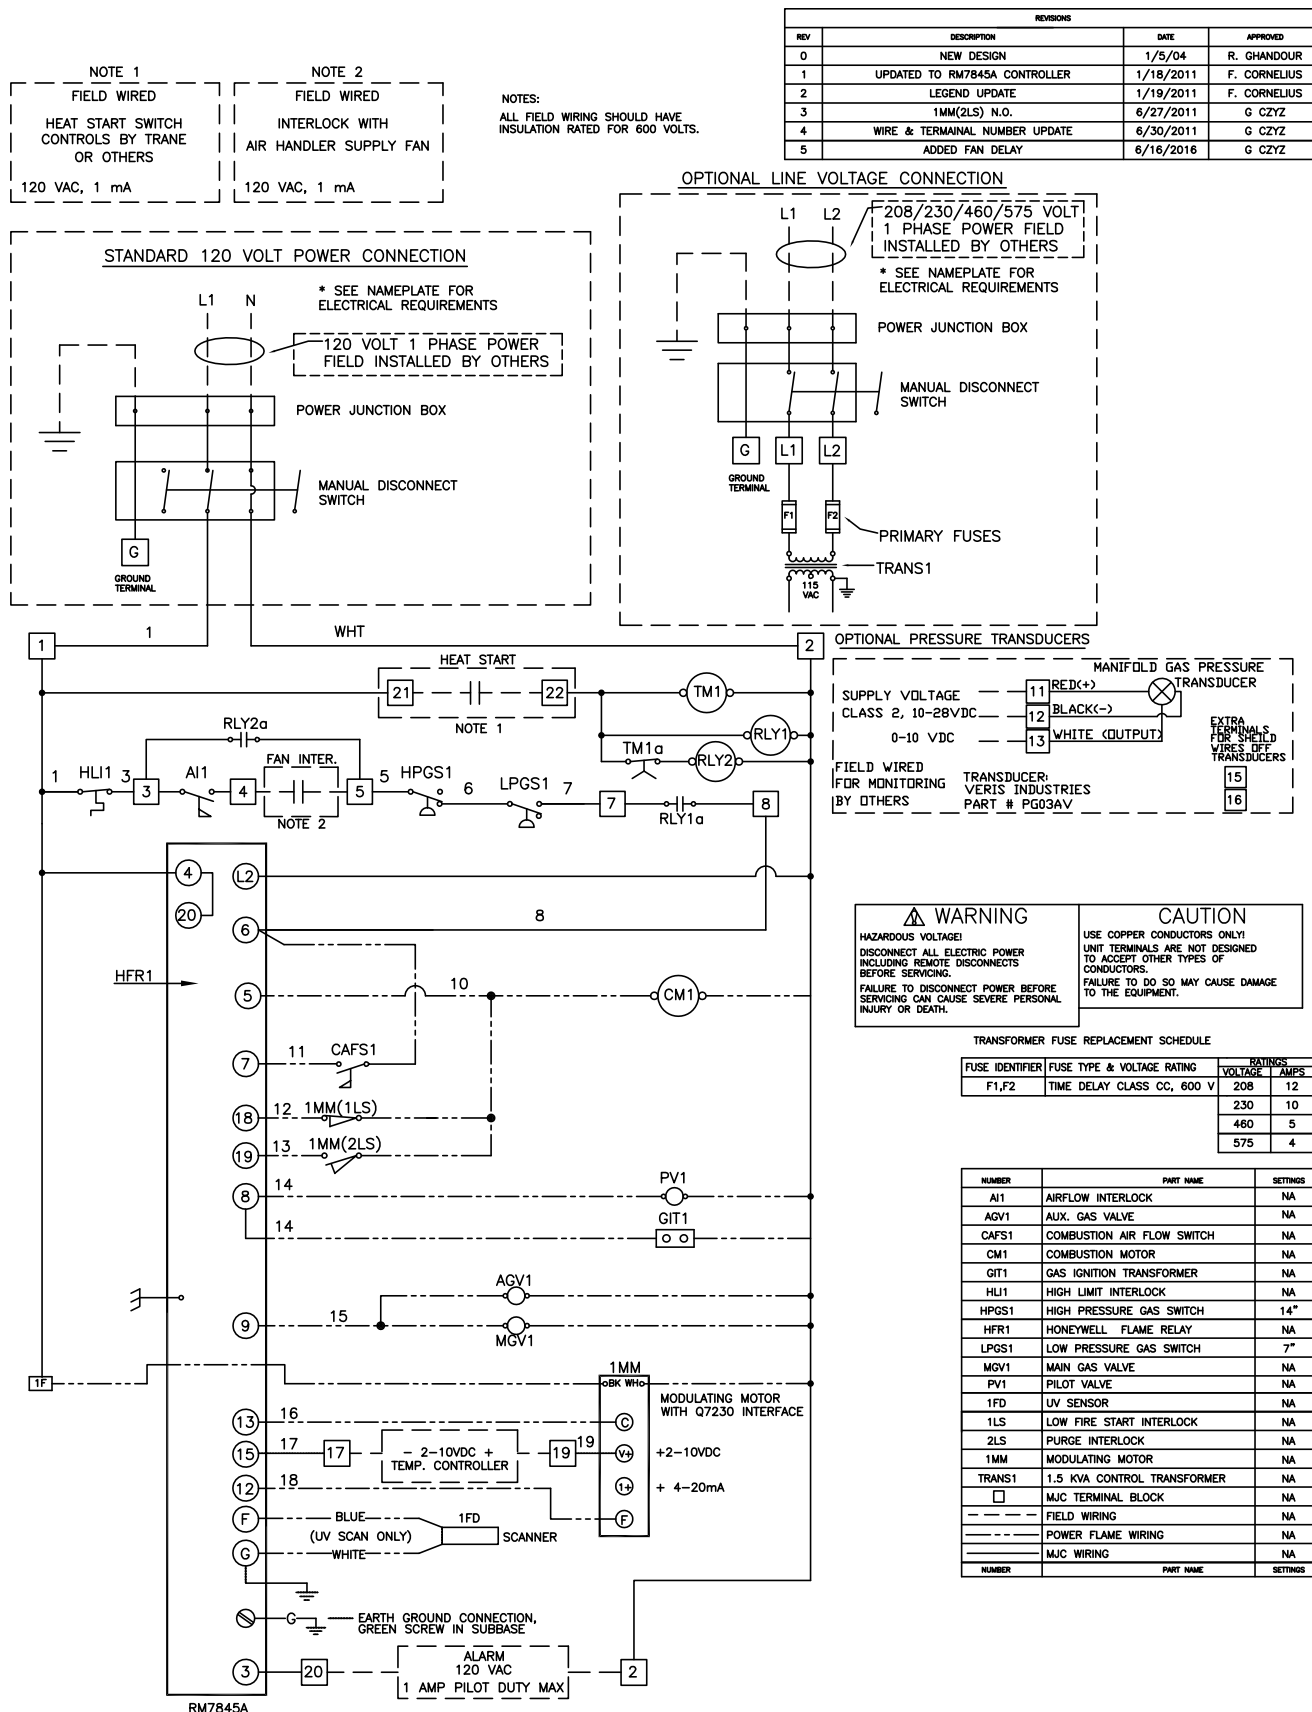 REVISIONS
REV DESCRIPTION DATE APPROVED
0 NEW DESIGN 1/5/04 R. GHANDOUR
1 UPDATED TO RM7845A CONTROLLER 1/18/2011 F. CORNELIUS
2 LEGEND UPDATE 1/19/2011 F. CORNELIUS
3 1MM(2LS) N.O. 6/27/2011 G CZYZ
4 WIRE & TERMAINAL NUMBER UPDATE 6/30/2011 G CZYZ
5 ADDED FAN DELAY 6/16/2016 G CZYZ
NOTE 1
FIELD WIRED
HEAT START SWITCH
CONTROLS BY TRANE
OR OTHERS
120 VAC, 1 mA
NOTE 2
FIELD WIRED
INTERLOCK WITH
AIR HANDLER SUPPLY FAN
120 VAC, 1 mA
NOTES:
ALL FIELD WIRING SHOULD HAVE
INSULATION RATED FOR 600 VOLTS.
STANDARD 120 VOLT POWER CONNECTION
L1 N
* SEE NAMEPLATE FOR
ELECTRICAL REQUIREMENTS
120 VOLT 1 PHASE POWER
FIELD INSTALLED BY OTHERS
POWER JUNCTION BOX
MANUAL DISCONNECT
SWITCH
G
GROUND
TERMINAL
OPTIONAL LINE VOLTAGE CONNECTION
L1 L2
208/230/460/575 VOLT
1 PHASE POWER FIELD
INSTALLED BY OTHERS
* SEE NAMEPLATE FOR
ELECTRICAL REQUIREMENTS
POWER JUNCTION BOX
MANUAL DISCONNECT
SWITCH
G L1 L2
GROUND
TERMINAL
F1 F2
PRIMARY FUSES
TRANS1
115
VAC
1 1 WHT 2
HEAT START
21 22 TM1
NOTE 1
RLY1
RLY2a TM1a RLY2
1 HLI1 3 3 AI1 4 FAN INTER. 5 5 HPGS1 6 LPGS1 7 7 RLY1a 8
NOTE 2
OPTIONAL PRESSURE TRANSDUCERS
MANIFOLD GAS PRESSURE
TRANSDUCER
SUPPLY VOLTAGE
CLASS 2, 10-28VDC
0-10 VDC
11 RED(+)
12 BLACK(-)
13 WHITE (OUTPUT)
EXTRA
TERMINALS
FOR SHEILD
WIRES OFF
TRANSDUCERS
15
16
FIELD WIRED
FOR MONITORING
BY OTHERS
TRANSDUCER:
VERIS INDUSTRIES
PART # PG03AV
4 L2
20 6 8
HFR1
5 10 CM1
7 11 CAFS1
18 12 1MM(1LS)
19 13 1MM(2LS)
8 14 PV1
14 GIT1
AGV1
9 15 MGV1
1F
1MM
BK WH
MODULATING MOTOR
WITH Q7230 INTERFACE
13 16 C
15 17 17 - 2-10VDC + 19 19 V+ +2-10VDC
TEMP. CONTROLLER
12 18 1+ + 4-20mA
F BLUE 1FD F
(UV SCAN ONLY) SCANNER
G WHITE
G EARTH GROUND CONNECTION,
GREEN SCREW IN SUBBASE
3 20 ALARM
120 VAC
1 AMP PILOT DUTY MAX
2
RM7845A
WARNING
HAZARDOUS VOLTAGE!
DISCONNECT ALL ELECTRIC POWER
INCLUDING REMOTE DISCONNECTS
BEFORE SERVICING.
FAILURE TO DISCONNECT POWER BEFORE
SERVICING CAN CAUSE SEVERE PERSONAL
INJURY OR DEATH.
CAUTION
USE COPPER CONDUCTORS ONLY!
UNIT TERMINALS ARE NOT DESIGNED
TO ACCEPT OTHER TYPES OF
CONDUCTORS.
FAILURE TO DO SO MAY CAUSE DAMAGE
TO THE EQUIPMENT.
TRANSFORMER FUSE REPLACEMENT SCHEDULE
FUSE IDENTIFIER FUSE TYPE & VOLTAGE RATING RATINGS
VOLTAGE AMPS
F1,F2 TIME DELAY CLASS CC, 600 V 208 12
230 10
460 5
575 4
NUMBER PART NAME SETTINGS
AI1 AIRFLOW INTERLOCK NA
AGV1 AUX. GAS VALVE NA
CAFS1 COMBUSTION AIR FLOW SWITCH NA
CM1 COMBUSTION MOTOR NA
GIT1 GAS IGNITION TRANSFORMER NA
HLI1 HIGH LIMIT INTERLOCK NA
HPGS1 HIGH PRESSURE GAS SWITCH 14"
HFR1 HONEYWELL FLAME RELAY NA
LPGS1 LOW PRESSURE GAS SWITCH 7"
MGV1 MAIN GAS VALVE NA
PV1 PILOT VALVE NA
1FD UV SENSOR NA
1LS LOW FIRE START INTERLOCK NA
2LS PURGE INTERLOCK NA
1MM MODULATING MOTOR NA
TRANS1 1.5 KVA CONTROL TRANSFORMER NA
MJC TERMINAL BLOCK NA
FIELD WIRING NA
POWER FLAME WIRING NA
MJC WIRING NA
NUMBER PART NAME SETTINGS